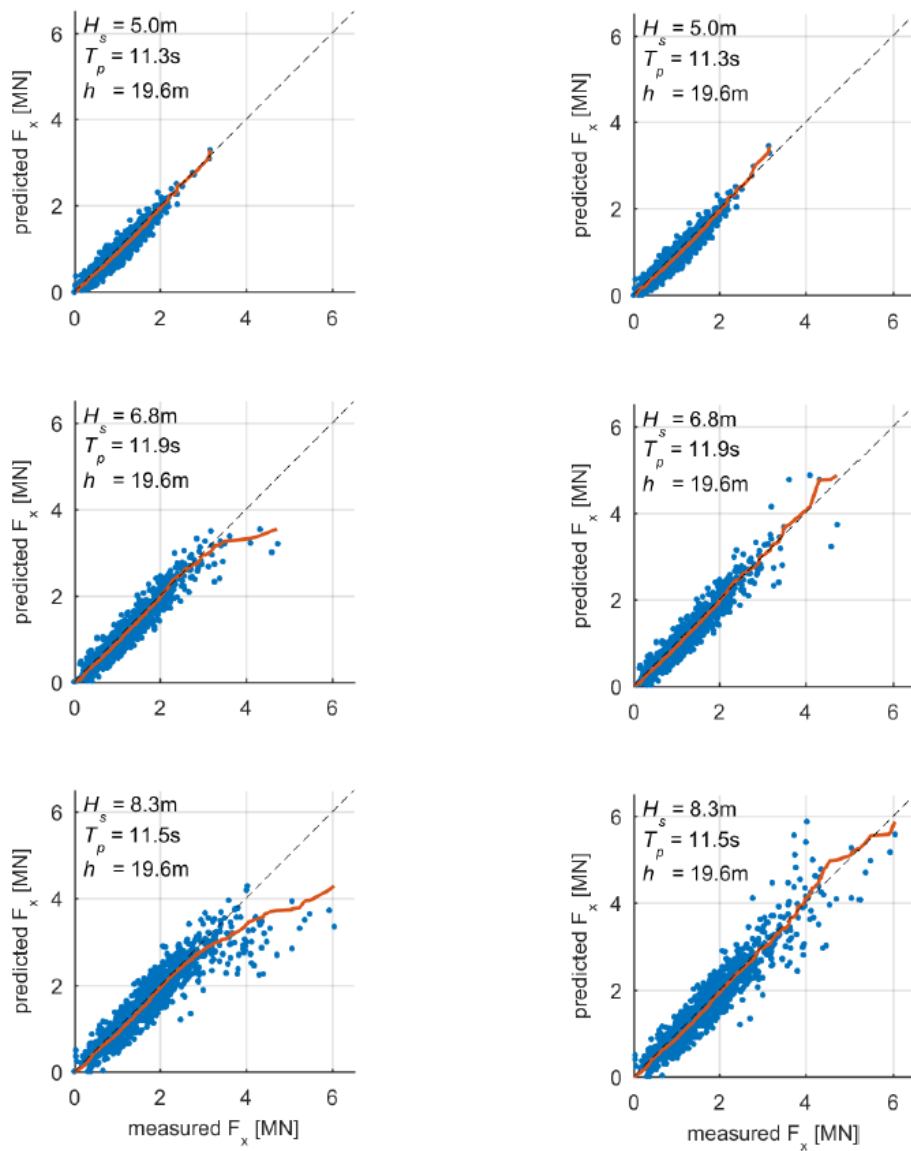 H_s = 5.0m
T_p = 11.3s
h = 19.6m
predicted F_x [MN]
6
4
2
0
0 2 4 6
H_s = 5.0m
T_p = 11.3s
h = 19.6m
predicted F_x [MN]
6
4
2
0
0 2 4 6
H_s = 6.8m
T_p = 11.9s
h = 19.6m
predicted F_x [MN]
6
4
2
0
0 2 4 6
H_s = 6.8m
T_p = 11.9s
h = 19.6m
predicted F_x [MN]
6
4
2
0
0 2 4 6
H_s = 8.3m
T_p = 11.5s
h = 19.6m
predicted F_x [MN]
6
4
2
0
0 2 4 6
measured F_x [MN]
H_s = 8.3m
T_p = 11.5s
h = 19.6m
predicted F_x [MN]
6
4
2
0
0 2 4 6
measured F_x [MN]